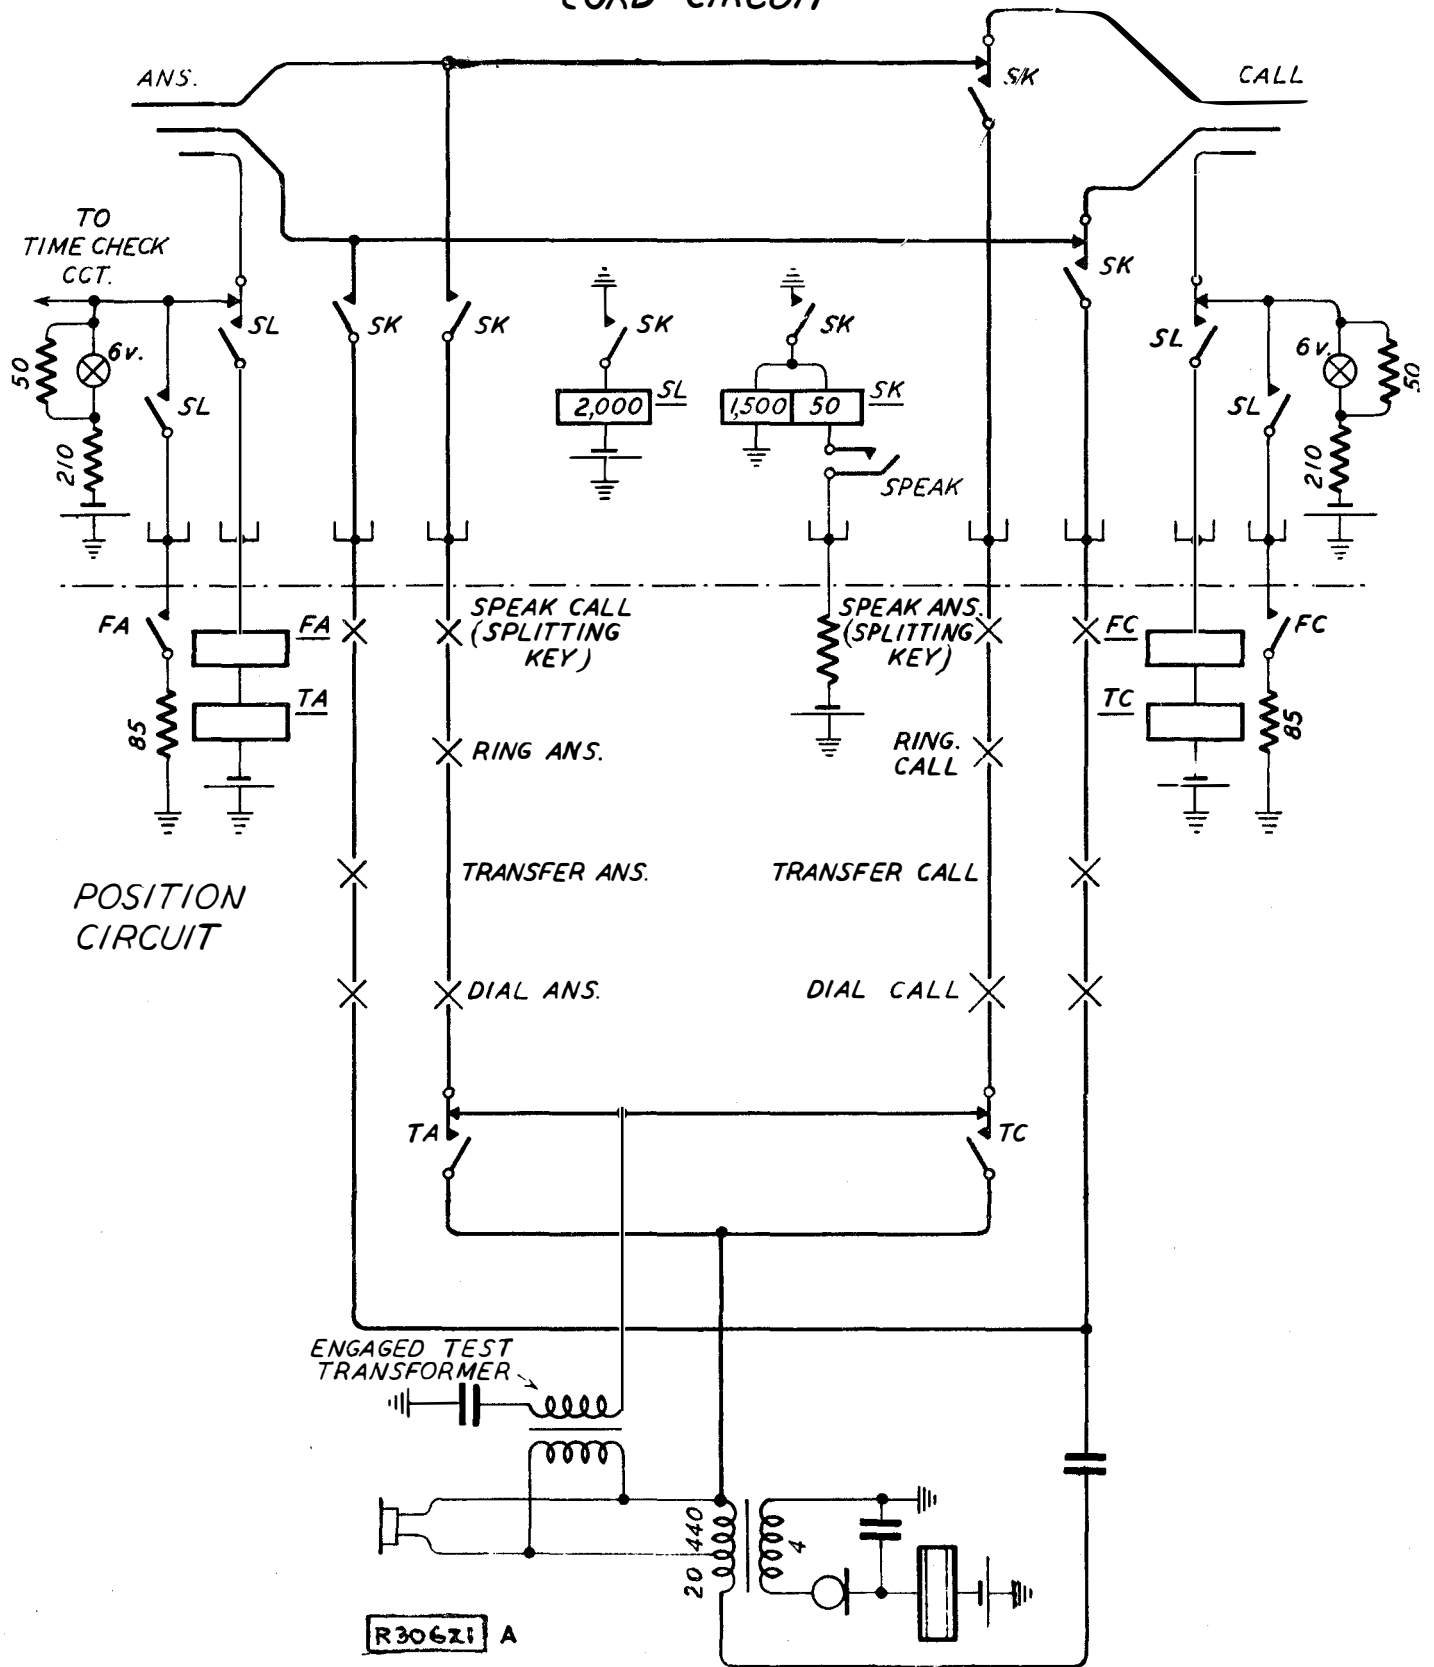 CORD CIRCUIT
ANS.
CALL
SK
TO
TIME CHECK
CCT.
SK
SL
SK
SK
SK
SK
SL
50
6v.
6v.
50
SL
2,000
SL
1,500
50
SK
SL
210
210
SPEAK
FA
FA
SPEAK CALL
(SPLITTING
KEY)
SPEAK ANS.
(SPLITTING
KEY)
FC
FC
TA
TC
85
85
RING ANS.
RING.
CALL
TRANSFER ANS.
TRANSFER CALL
POSITION
CIRCUIT
DIAL ANS.
DIAL CALL
TA
TC
ENGAGED TEST
TRANSFORMER
20 440
4
R30621 A